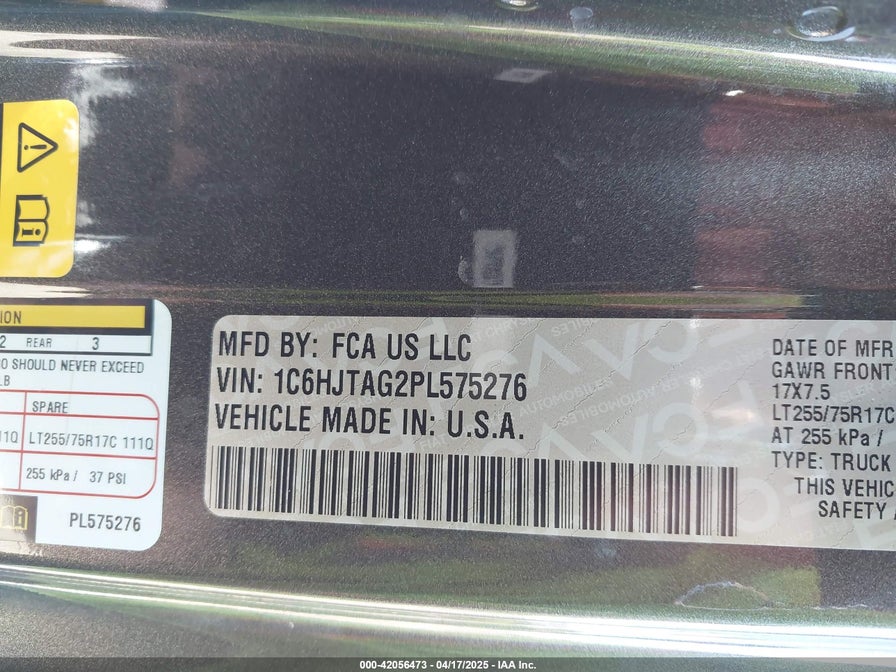 ION
2 REAR 3
O SHOULD NEVER EXCEED
LB
SPARE
11Q LT255/75R17C 111Q
255 kPa / 37 PSI
PL575276
MFD BY: FCA US LLC
VIN: 1C6HJTAG2PL575276
VEHICLE MADE IN: U.S.A.
DATE OF MFR
GAWR FRONT
17X7.5
LT255/75R17C
AT 255 kPa /
TYPE: TRUCK
THIS VEHIC
SAFETY
000-42056473 - 04/17/2025 - IAA Inc.